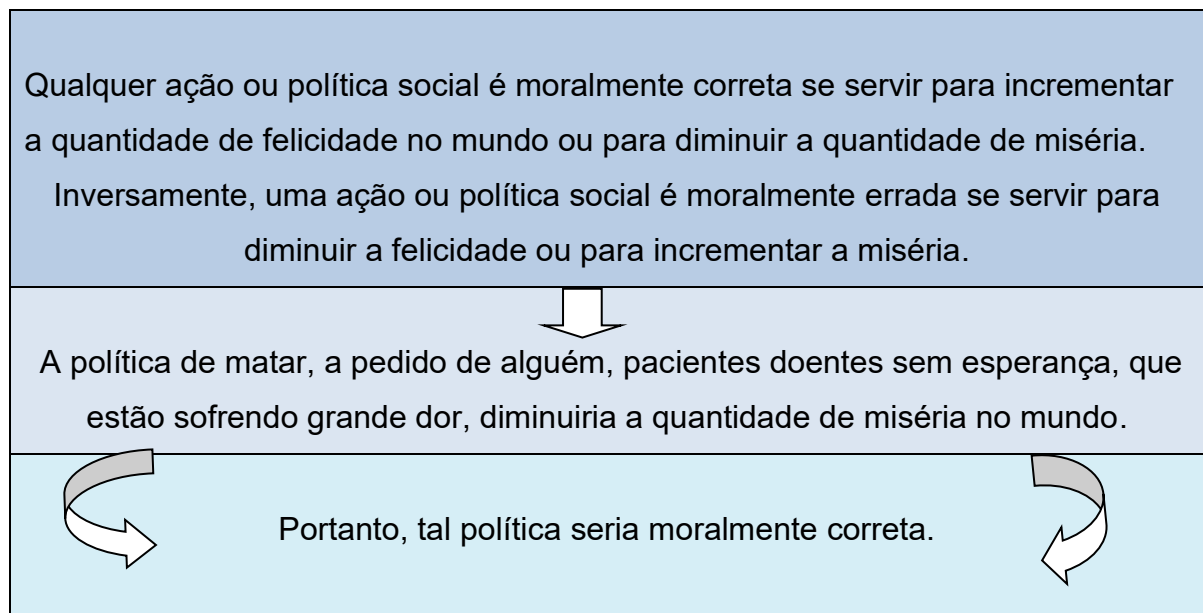 Qualquer ação ou política social é moralmente correta se servir para incrementar
a quantidade de felicidade no mundo ou para diminuir a quantidade de miséria.
Inversamente, uma ação ou política social é moralmente errada se servir para
diminuir a felicidade ou para incrementar a miséria.
A política de matar, a pedido de alguém, pacientes doentes sem esperança, que
estão sofrendo grande dor, diminuiria a quantidade de miséria no mundo.
Portanto, tal política seria moralmente correta.